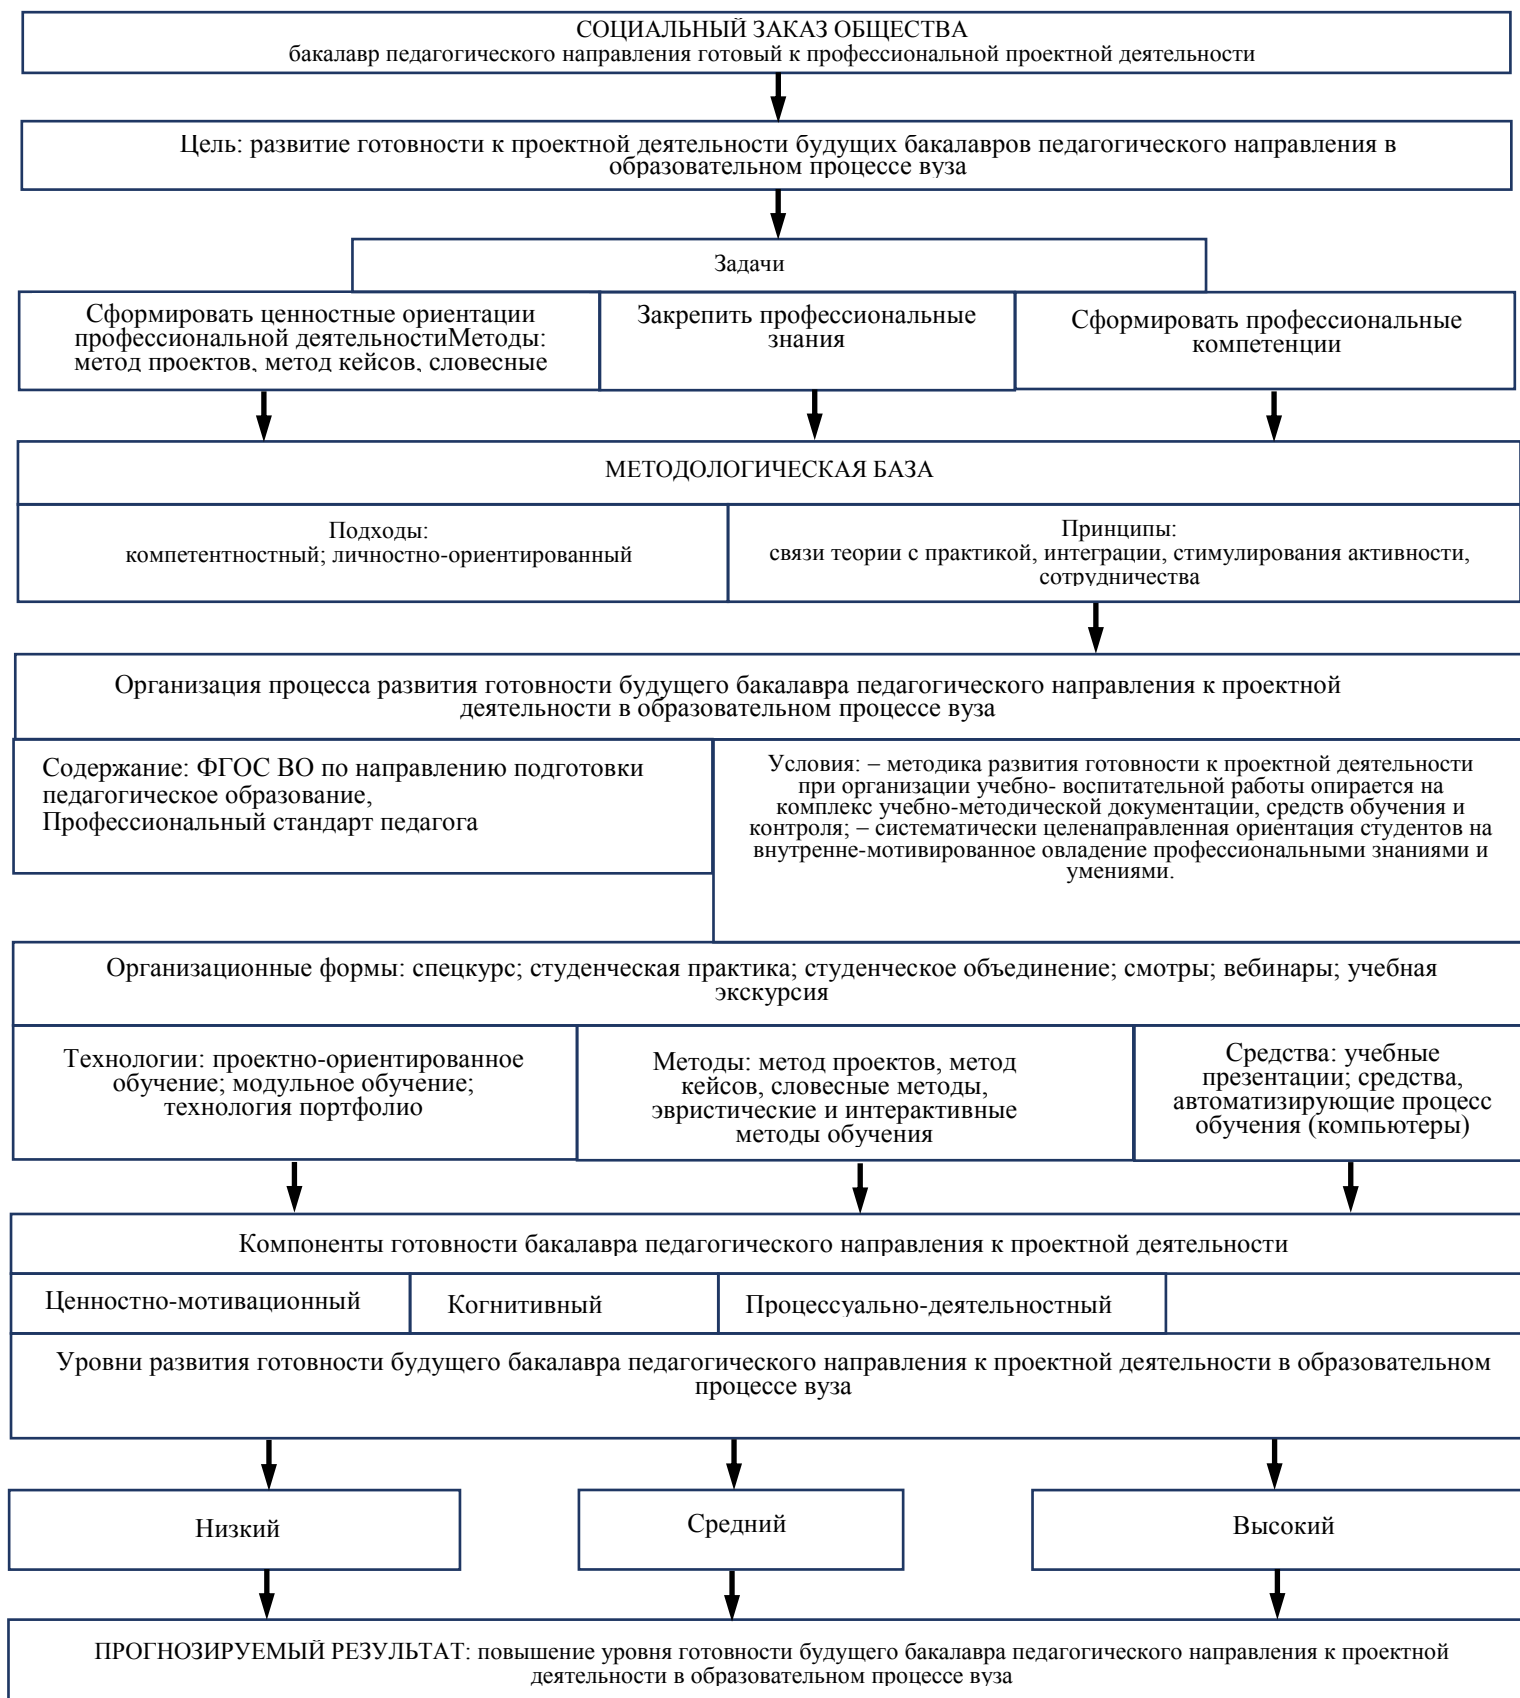 СОЦИАЛЬНЫЙ ЗАКАЗ ОБЩЕСТВА
бакалавр педагогического направления готовый к профессиональной проектной деятельности
Цель: развитие готовности к проектной деятельности будущих бакалавров педагогического направления в
образовательном процессе вуза
Задачи
Сформировать ценностные ориентации
профессиональной деятельностиМетоды:
метод проектов, метод кейсов, словесные
Закрепить профессиональные
знания
Сформировать профессиональные
компетенции
МЕТОДОЛОГИЧЕСКАЯ БАЗА
Подходы:
компетентностный; личностно-ориентированный
Принципы:
связи теории с практикой, интеграции, стимулирования активности,
сотрудничества
Организация процесса развития готовности будущего бакалавра педагогического направления к проектной
деятельности в образовательном процессе вуза
Содержание: ФГОС ВО по направлению подготовки
педагогическое образование,
Профессиональный стандарт педагога
Условия: – методика развития готовности к проектной деятельности
при организации учебно- воспитательной работы опирается на
комплекс учебно-методической документации, средств обучения и
контроля; – систематически целенаправленная ориентация студентов на
внутренне-мотивированное овладение профессиональными знаниями и
умениями.
Организационные формы: спецкурс; студенческая практика; студенческое объединение; смотры; вебинары; учебная
экскурсия
Технологии: проектно-ориентированное
обучение; модульное обучение;
технология портфолио
Методы: метод проектов, метод
кейсов, словесные методы,
эвристические и интерактивные
методы обучения
Средства: учебные
презентации; средства,
автоматизирующие процесс
обучения (компьютеры)
Компоненты готовности бакалавра педагогического направления к проектной деятельности
Ценностно-мотивационный
Когнитивный
Процессуально-деятельностный
Уровни развития готовности будущего бакалавра педагогического направления к проектной деятельности в образовательном
процессе вуза
Низкий
Средний
Высокий
ПРОГНОЗИРУЕМЫЙ РЕЗУЛЬТАТ: повышение уровня готовности будущего бакалавра педагогического направления к проектной
деятельности в образовательном процессе вуза